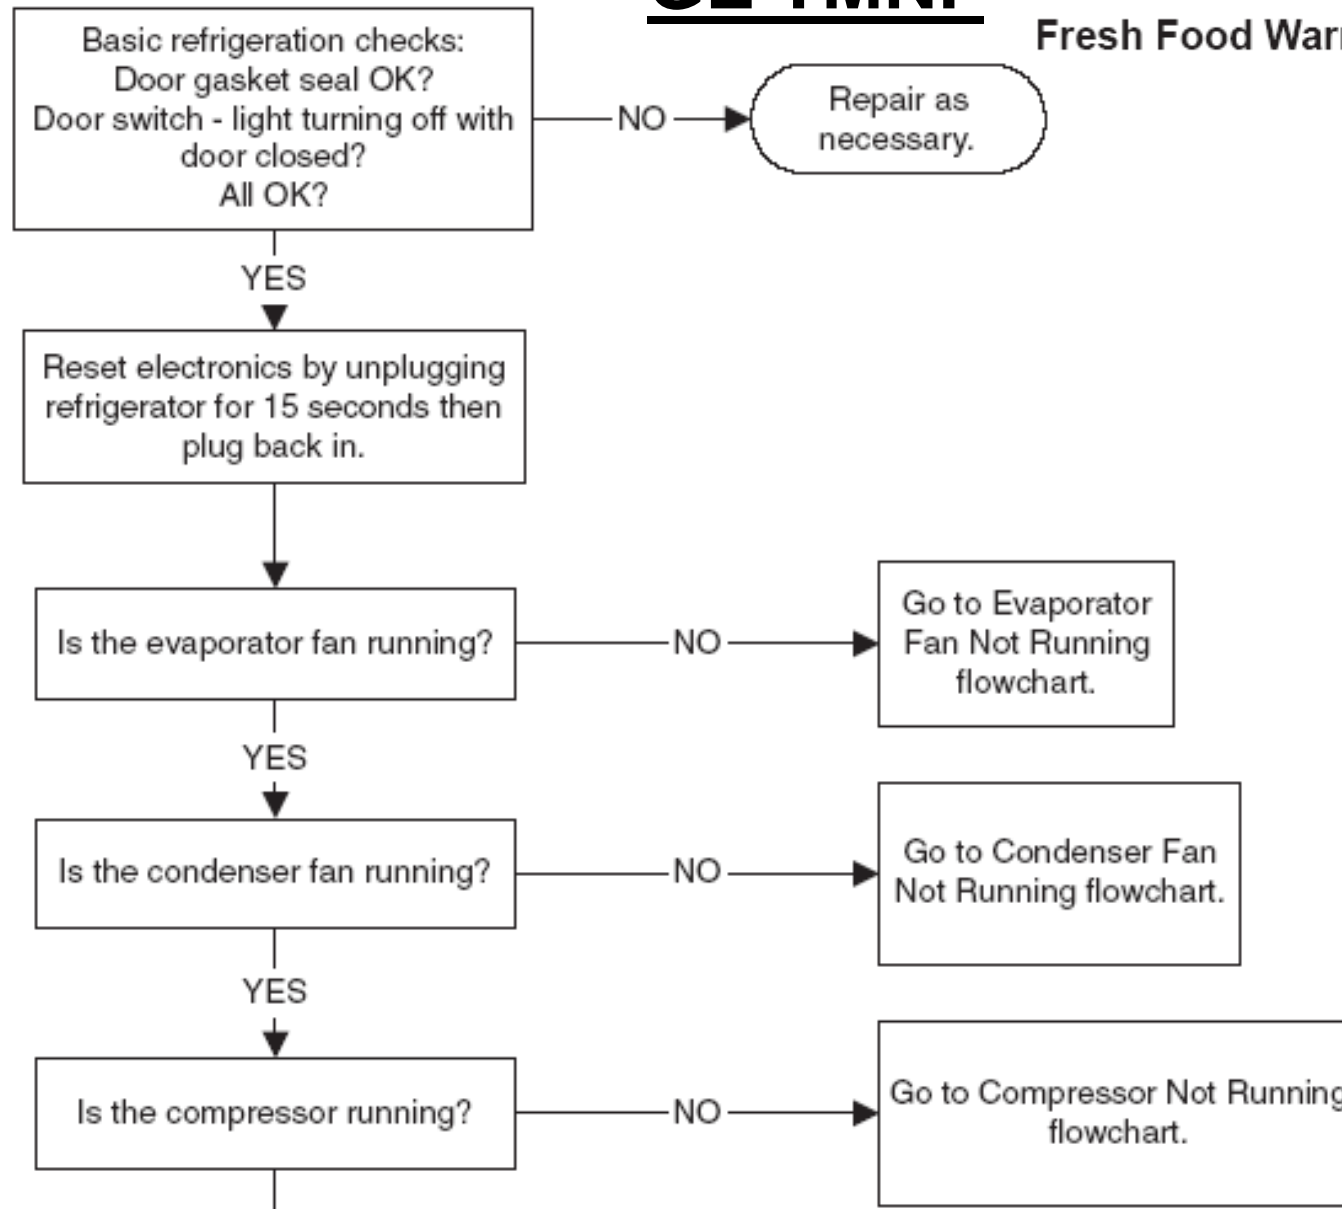 Fresh Food
Basic refrigeration checks:
Door gasket seal OK?
Door switch - light turning off with
door closed?
All OK?
NO
Repair as
necessary.
YES
Reset electronics by unplugging
refrigerator for 15 seconds then
plug back in.
Is the evaporator fan running?
NO
Go to Evaporator
Fan Not Running
flowchart.
YES
Is the condenser fan running?
NO
Go to Condenser Fan
Not Running flowchart.
YES
Is the compressor running?
NO
Go to Compressor Not Running
flowchart.